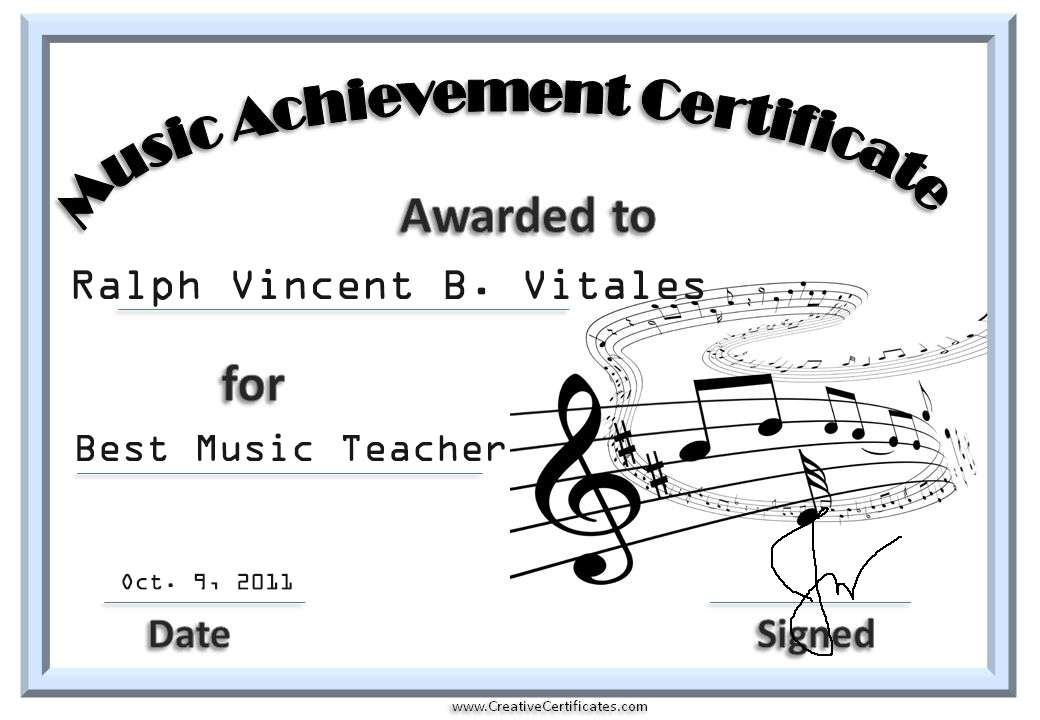 Music Achievement Certificate
Awarded to
Ralph Vincent B. Vitales
for
Best Music Teacher
Oct. 9, 2011
Date
Signed
www.CreativeCertificates.com